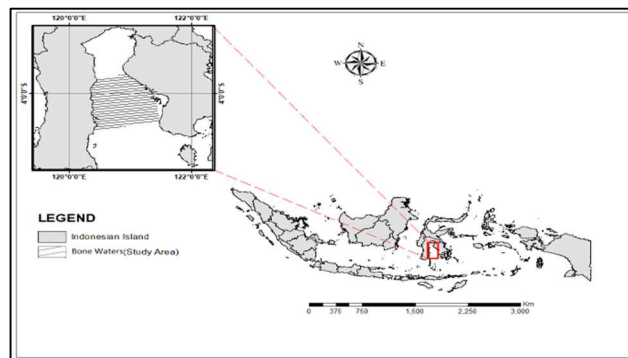 120°0'0"E 122°0'0"E
4°0'0"S 4°0'0"S
120°0'0"E 122°0'0"E
N
W E
S
LEGEND
Indonesian Island
Bone Waters(Study Area)
Km
0 375 750 1,500 2,250 3,000